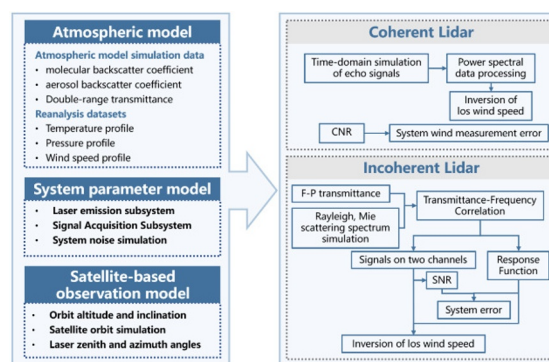 Atmospheric model
Atmospheric model simulation data
• molecular backscatter coefficient
• aerosol backscatter coefficient
• Double-range transmittance
Reanalysis datasets
• Temperature profile
• Pressure profile
• Wind speed profile
System parameter model
• Laser emission subsystem
• Signal Acquisition Subsystem
• System noise simulation
Satellite-based
observation model
• Orbit altitude and inclination
• Satellite orbit simulation
• Laser zenith and azimuth angles
Coherent Lidar
Time-domain simulation
of echo signals
Power spectral
data processing
Inversion of
los wind speed
CNR
System wind measurement error
Incoherent Lidar
F-P transmittance
Rayleigh, Mie
scattering spectrum
simulation
Transmittance-Frequency
Correlation
Signals on two channels
Response
Function
SNR
System error
Inversion of los wind speed